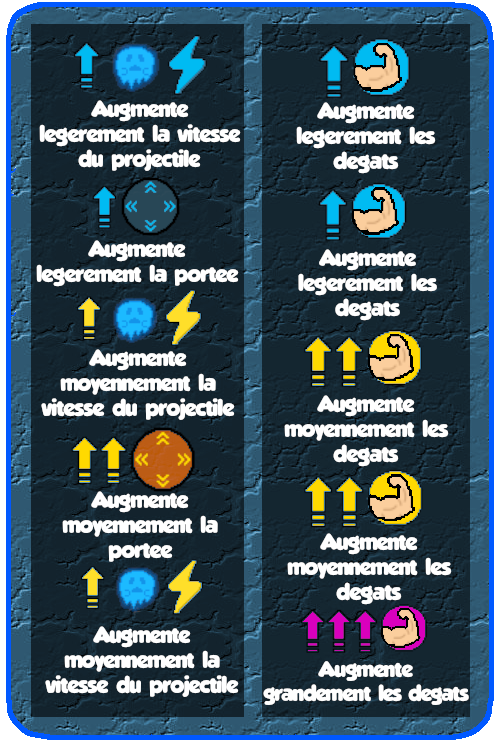 Augmente
legerement la vitesse
du projectile
Augmente
legerement la portee
Augmente
moyennement la
vitesse du projectile
Augmente
moyennement la
portee
Augmente
moyennement la
vitesse du projectile
Augmente
legerement les
degats
Augmente
legerement les
degats
Augmente
moyennement les
degats
Augmente
moyennement les
degats
Augmente
grandement les degats